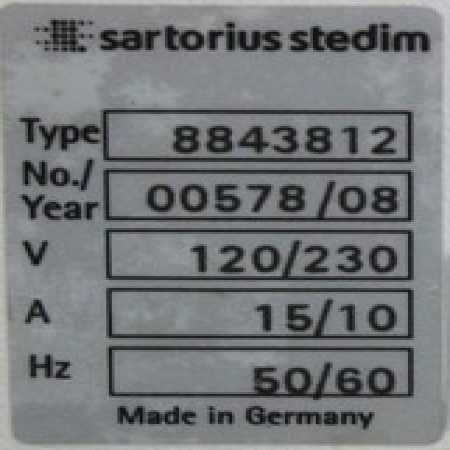 sartorius stedim
Type 8843812
No./
Year 00578/08
V 120/230
A 15/10
Hz 50/60
Made in Germany